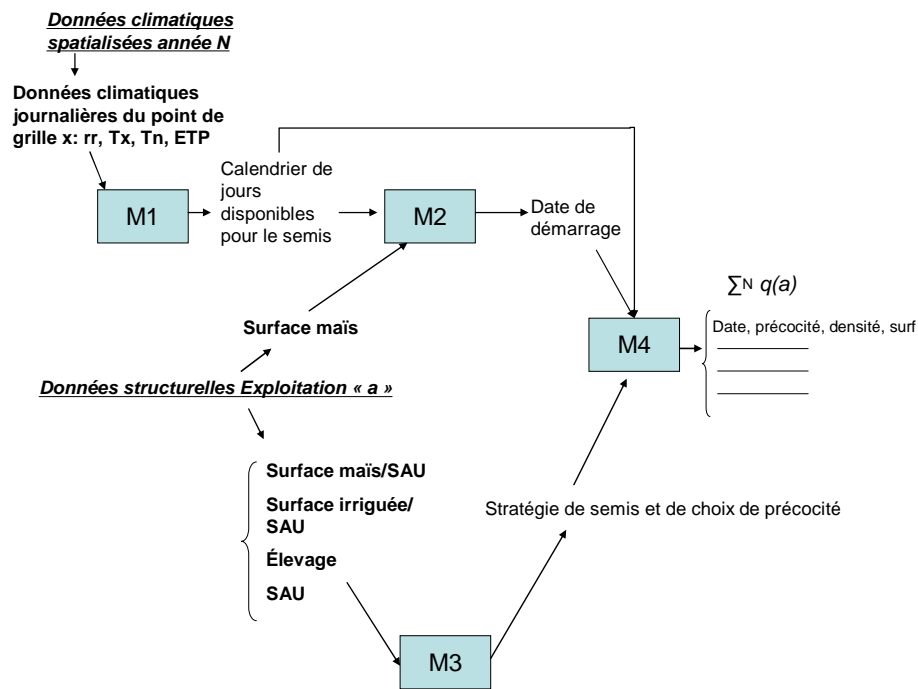 Données climatiques
spatialisées année N
Données climatiques
journalières du point de
grille x: rr, Tx, Tn, ETP
M1
Calendrier de
jours
disponibles
pour le semis
M2
Date de
démarrage
∑N q(a)
Date, précocité, densité, surf
M4
Surface maïs
Données structurelles Exploitation « a »
Surface maïs/SAU
Surface irriguée/
SAU
Élevage
SAU
Stratégie de semis et de choix de précocité
M3